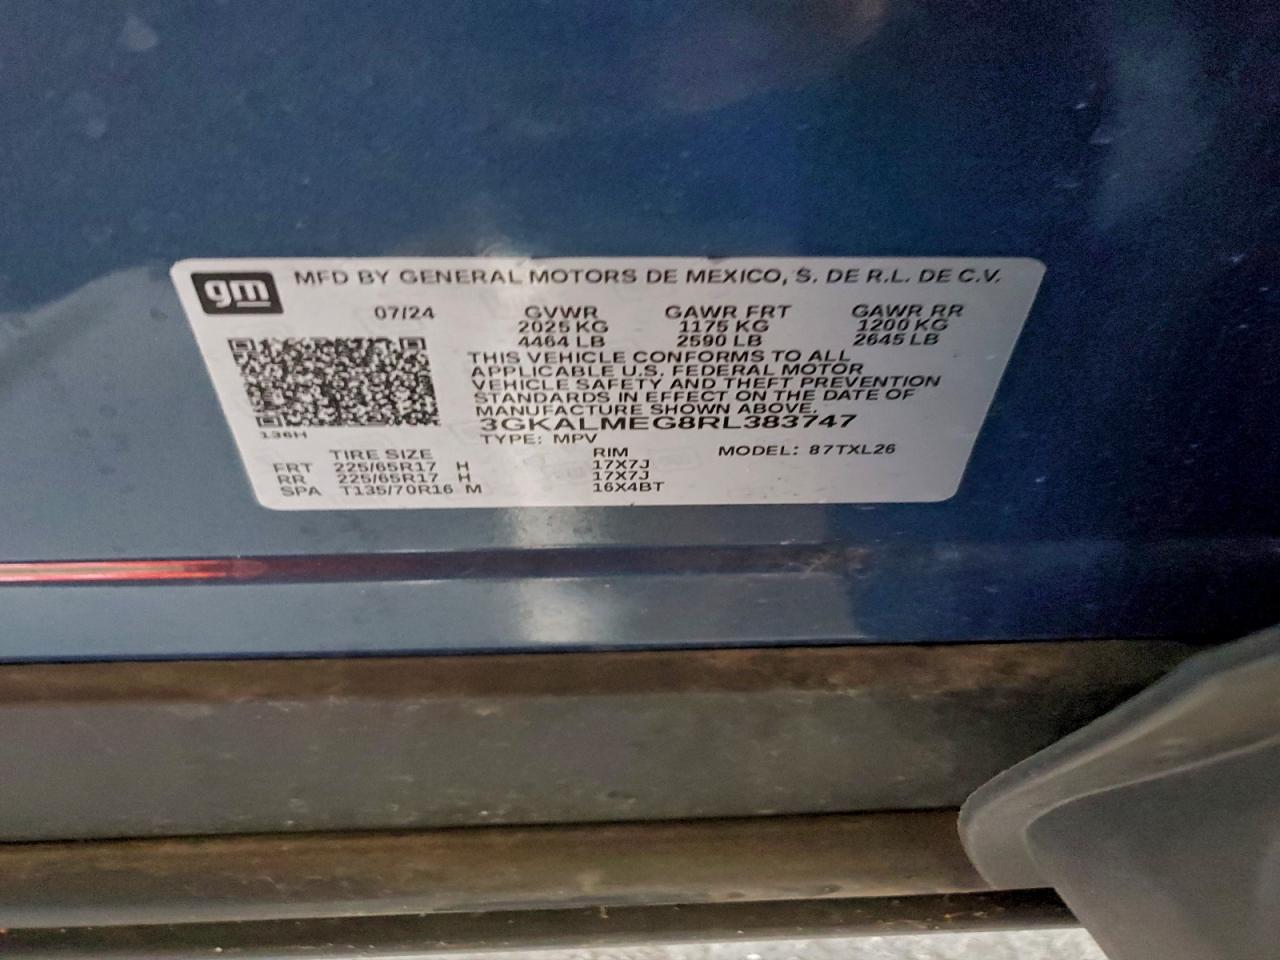 gm MFD BY GENERAL MOTORS DE MEXICO, S. DE R.L. DE C.V.
07/24 GVWR GAWR FRT GAWR RR
2025 KG 1175 KG 1200 KG
4464 LB 2590 LB 2645 LB
THIS VEHICLE CONFORMS TO ALL
APPLICABLE U.S. FEDERAL MOTOR
VEHICLE SAFETY AND THEFT PREVENTION
STANDARDS IN EFFECT ON THE DATE OF
MANUFACTURE SHOWN ABOVE.
3GKALMEG8RL383747
136H
TYPE: MPV
TIRE SIZE RIM MODEL: 87TXL26
FRT 225/65R17 H 17X7J
RR 225/65R17 H 17X7J
SPA T135/70R16 M 16X4BT